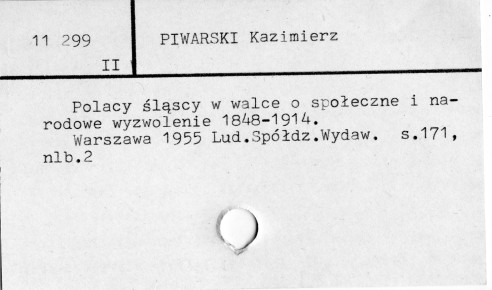 11 299
II
PIWARSKI Kazimierz
Polacy śląscy w walce o społeczne i na-
rodowe wyzwolenie 1848-1914.
Warszawa 1955 Lud.Spółdz.Wydaw. s.171,
nlb.2